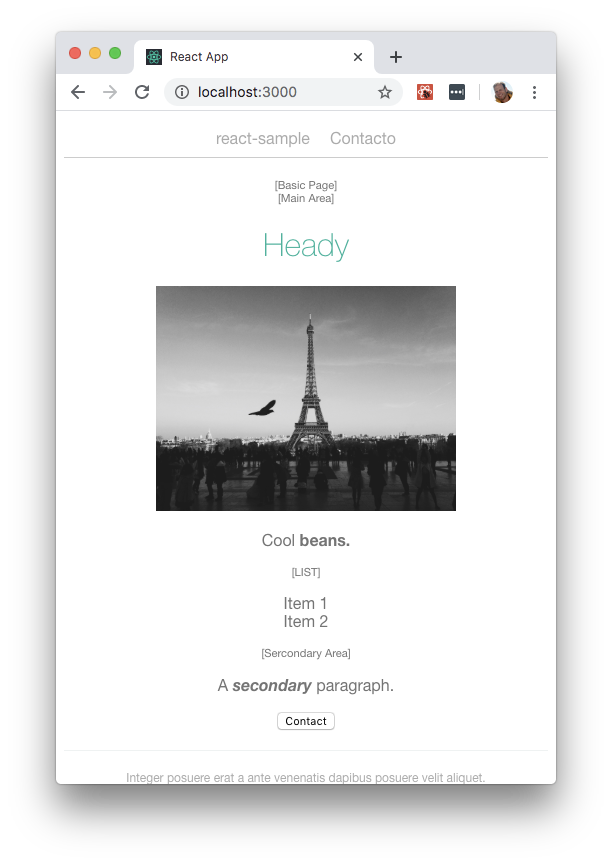 React App
localhost:3000
react-sample Contacto
[Basic Page]
[Main Area]
Heady
Cool beans.
[LIST]
Item 1
Item 2
[Sercondary Area]
A secondary paragraph.
Contact
Integer posuere erat a ante venenatis dapibus posuere velit aliquet.